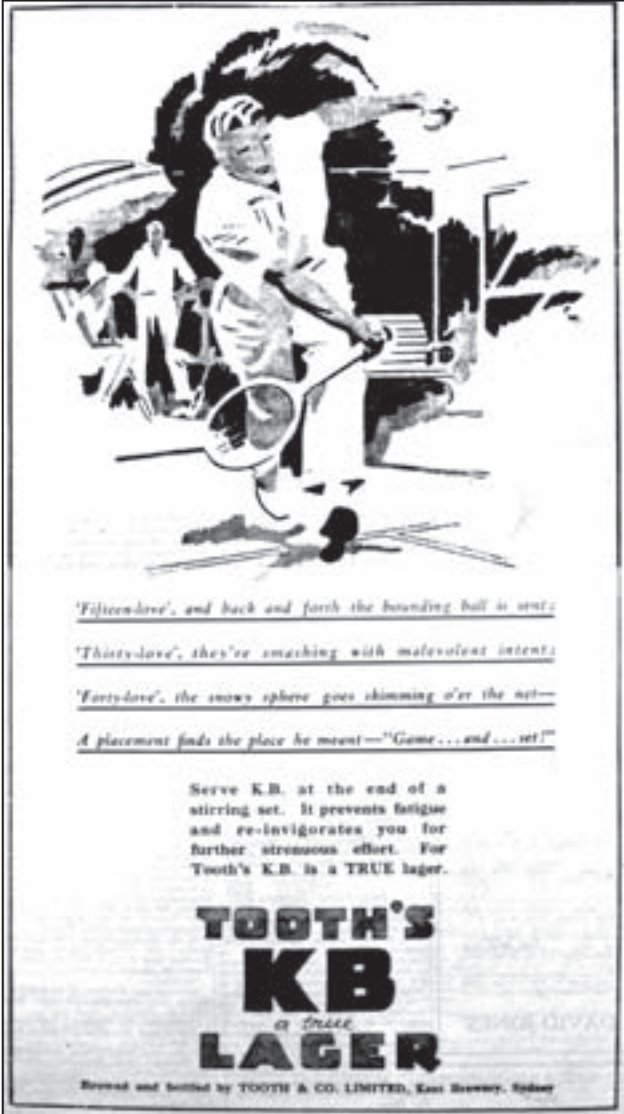 'Fifteen-love', and back and forth the bounding ball is sent;
'Thirty-love', they're smashing with malevolent intent;
'Forty-love', the snowy sphere goes skimming o'er the net—
A placement finds the place he meant—"Game...and...set!"
Serve K.B. at the end of a
stirring set. It prevents fatigue
and re-invigorates you for
further strenuous effort. For
Tooth's K.B. is a TRUE lager.
TOOTH'S
KB
a true
LAGER
Brewed and bottled by TOOTH & CO. LIMITED, Kent Brewery, Sydney
DAVID JONES